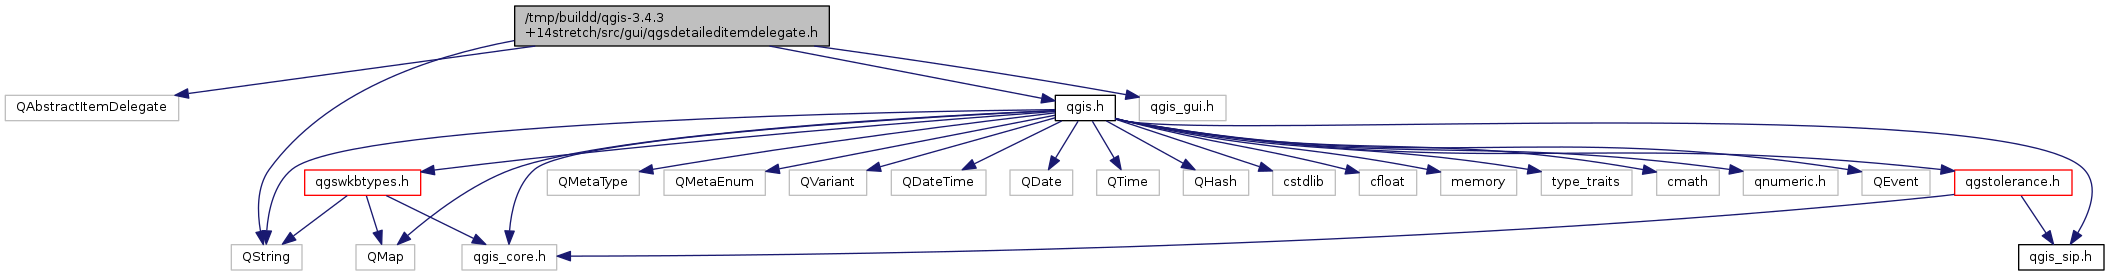 /tmp/buildd/qgis-3.4.3
+14stretch/src/gui/qgsdetaileditemdelegate.h
QAbstractItemDelegate
qgis.h
qgis_gui.h
qgswkbtypes.h
QMetaType
QMetaEnum
QVariant
QDateTime
QDate
QTime
QHash
cstdlib
cfloat
memory
type_traits
cmath
qnumeric.h
QEvent
qgstolerance.h
QString
QMap
qgis_core.h
qgis_sip.h